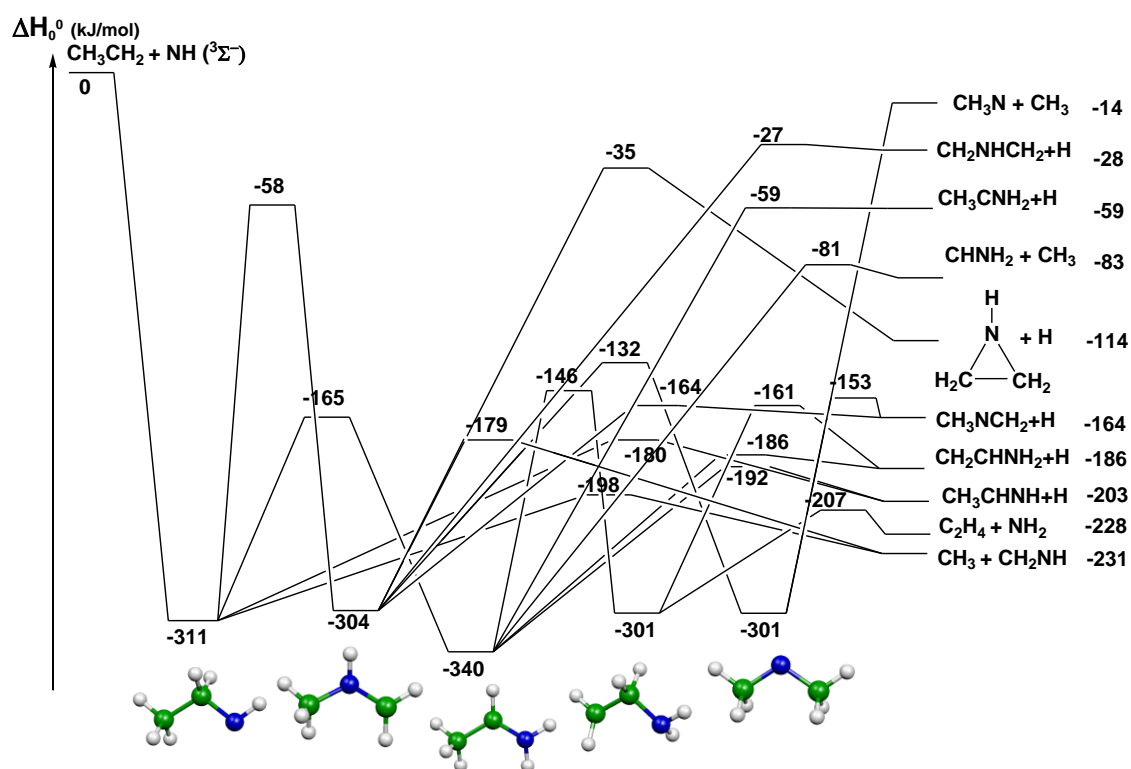 ΔH₀⁰ (kJ/mol)
CH₃CH₂ + NH (³Σ⁻)
0
CH₃N + CH₃ -14
-27
CH₂NHCH₂+H -28
-35
-58
-59
CH₃CNH₂+H -59
-81
CHNH₂ + CH₃ -83
H
N + H -114
H₂C CH₂
-132
-146
-153
-161
-164
-165
CH₃NCH₂+H -164
-179
-180
-186
CH₂CHNH₂+H -186
-192
-198
CH₃CHNH+H -203
-207
C₂H₄ + NH₂ -228
CH₃ + CH₂NH -231
-311
-304
-340
-301
-301